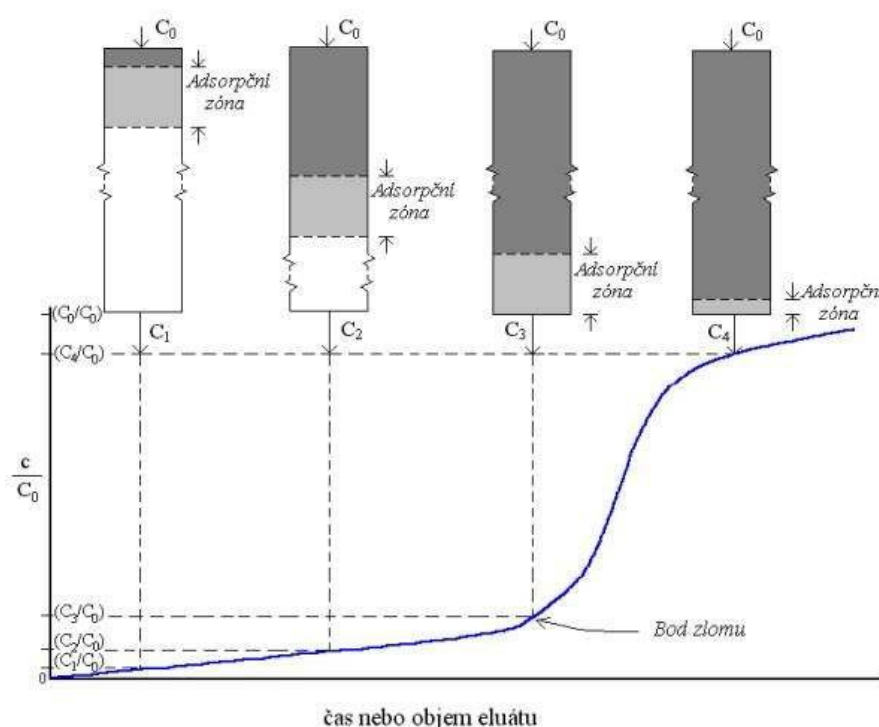 C₀
C₀
C₀
C₀
Adsorpční
zóna
Adsorpční
zóna
Adsorpční
zóna
Adsorpční
zóna
(C₀/C₀)
C₁
C₂
C₃
C₄
(C₄/C₀)
c
C₀
(C₃/C₀)
Bod zlomu
(C₂/C₀)
(C₁/C₀)
0
čas nebo objem eluátu